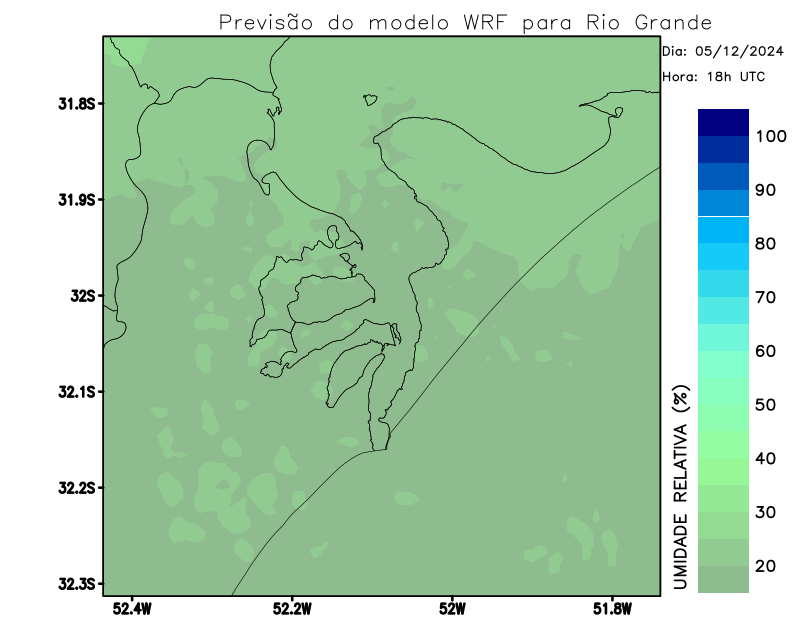 Previsão do modelo WRF para Rio Grande
Dia: 05/12/2024
Hora: 18h UTC
31.8S
31.9S
32S
32.1S
32.2S
32.3S
52.4W
52.2W
52W
51.8W
UMIDADE RELATIVA (%)
100
90
80
70
60
50
40
30
20